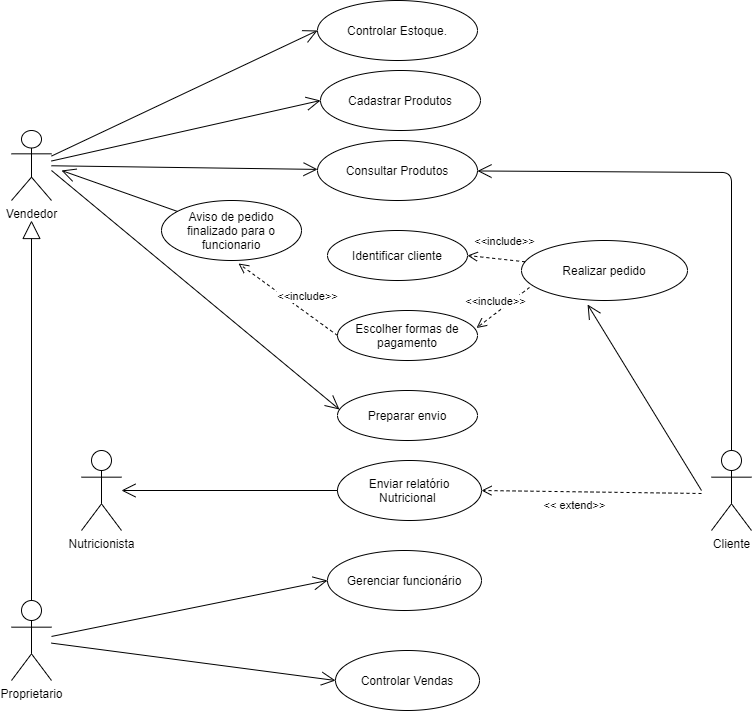 Controlar Estoque.
Cadastrar Produtos
Consultar Produtos
Vendedor
Aviso de pedido
finalizado para o
funcionario
<<include>>
Identificar cliente
Realizar pedido
<<include>>
<<include>>
Escolher formas de
pagamento
Preparar envio
Enviar relatório
Nutricional
<< extend>>
Nutricionista
Cliente
Gerenciar funcionário
Controlar Vendas
Proprietario